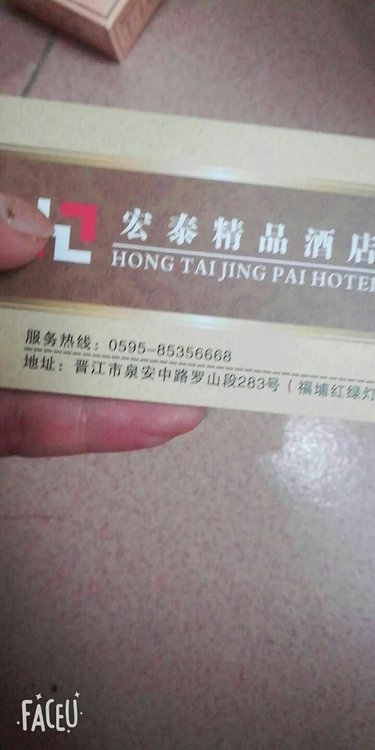 宏泰精品酒店
HONG TAI JING PAI HOTEL
服务热线：0595-85356668
地址：晋江市泉安中路罗山段283号（福埔红绿灯
FACEU